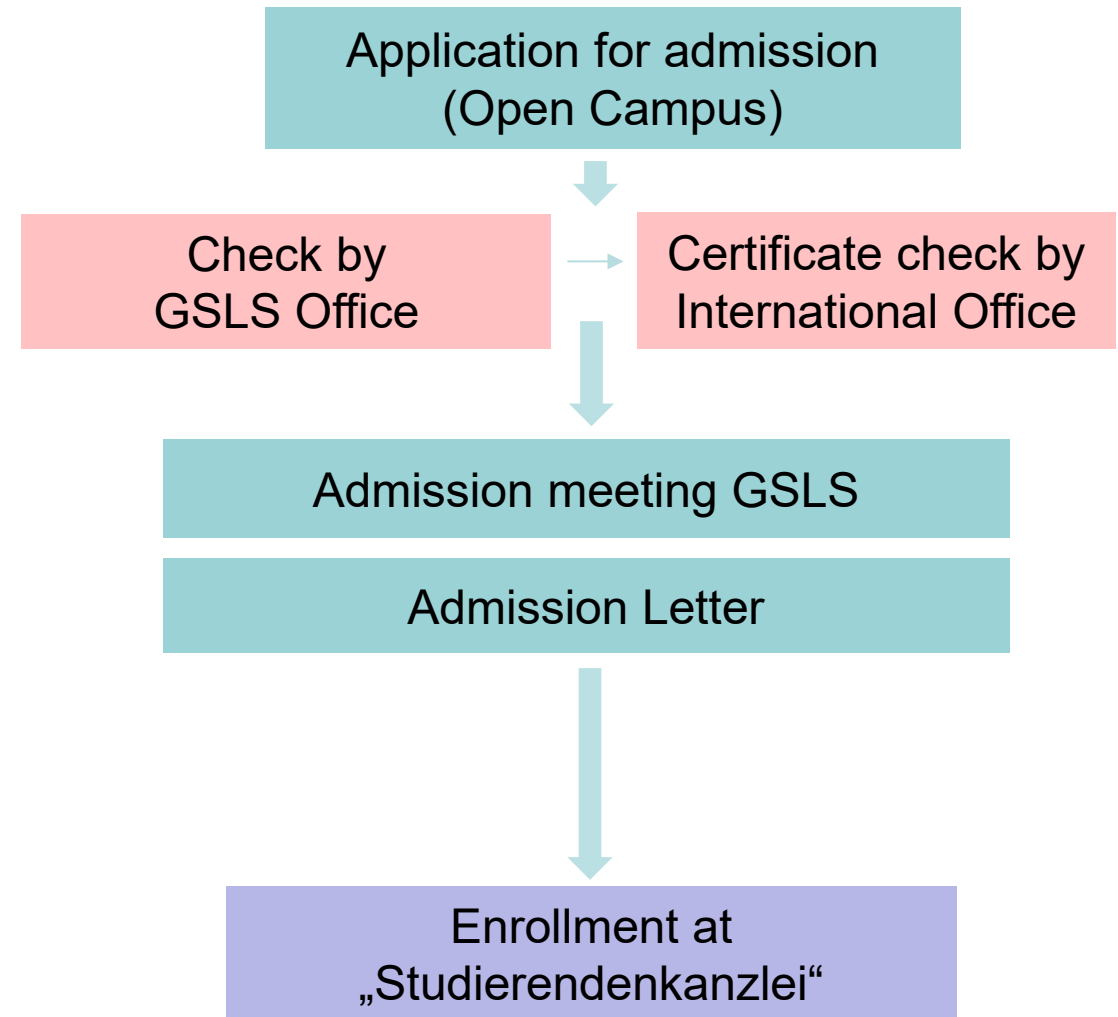 Application for admission
(Open Campus)
Check by
GSLS Office
Certificate check by
International Office
Admission meeting GSLS
Admission Letter
Enrollment at
„Studierendenkanzlei“